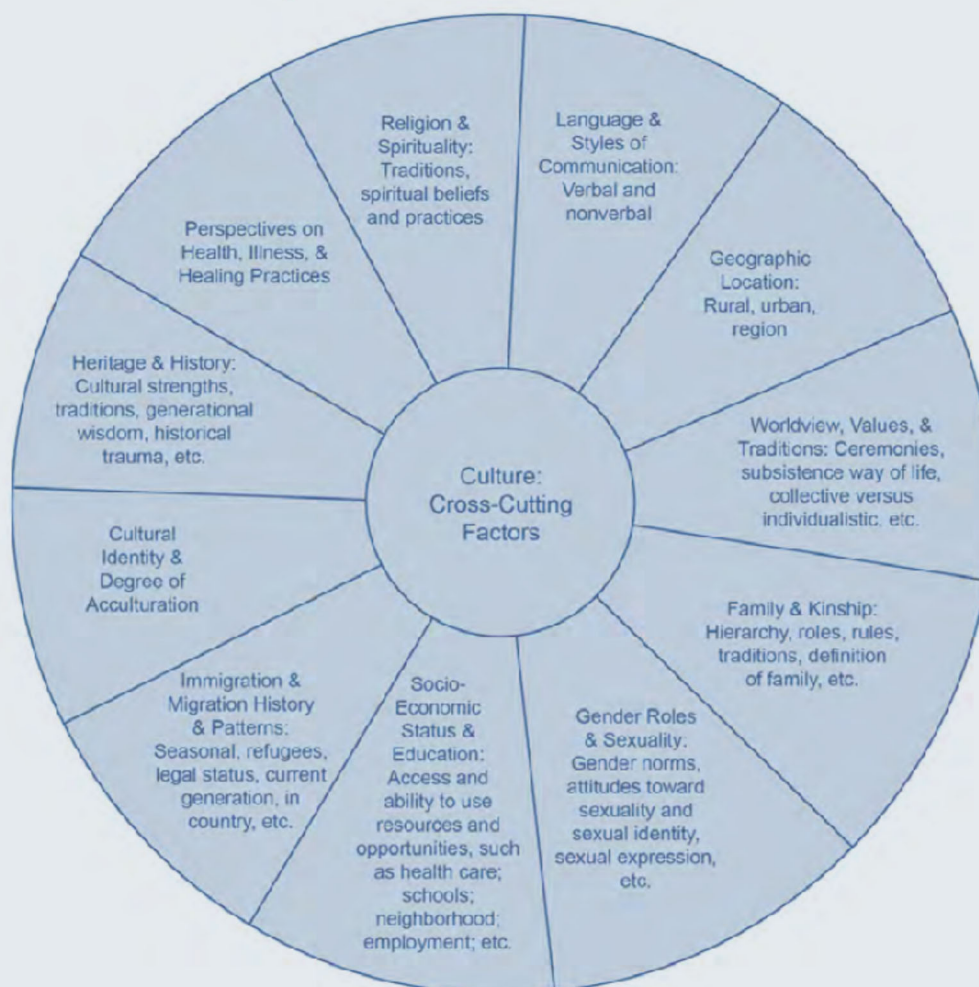 Religion &
Spirituality:
Traditions,
spiritual beliefs
and practices
Language &
Styles of
Communication:
Verbal and
nonverbal
Geographic
Location:
Rural, urban,
region
Worldview, Values, &
Traditions: Ceremonies,
subsistence way of life,
collective versus
individualistic, etc.
Family & Kinship:
Hierarchy, roles, rules,
traditions, definition
of family, etc.
Gender Roles
& Sexuality:
Gender norms,
attitudes toward
sexuality and
sexual identity,
sexual expression,
etc.
Socio-
Economic
Status &
Education:
Access and
ability to use
resources and
opportunities, such
as health care;
schools;
neighborhood;
employment; etc.
Immigration &
Migration History
& Patterns:
Seasonal, refugees,
legal status, current
generation, in
country, etc.
Cultural
Identity &
Degree of
Acculturation
Heritage & History:
Cultural strengths,
traditions, generational
wisdom, historical
trauma, etc.
Perspectives on
Health, Illness, &
Healing Practices
Culture:
Cross-Cutting
Factors